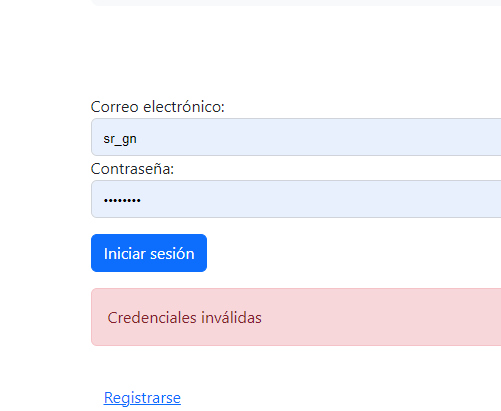 Correo electrónico:
sr_gn
Contraseña:
••••••••
Iniciar sesión
Credenciales inválidas
Registrarse